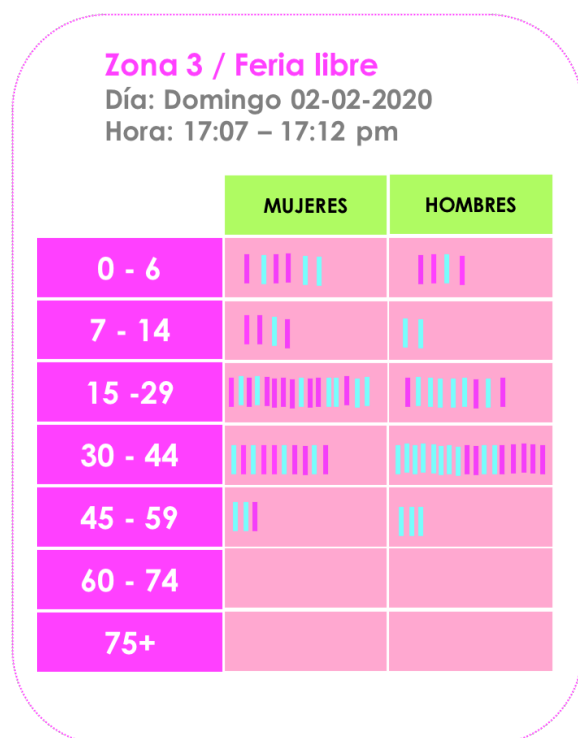 Zona 3 / Feria libre
Día: Domingo 02-02-2020
Hora: 17:07 – 17:12 pm
MUJERES HOMBRES
0 - 6
7 - 14
15 -29
30 - 44
45 - 59
60 - 74
75+